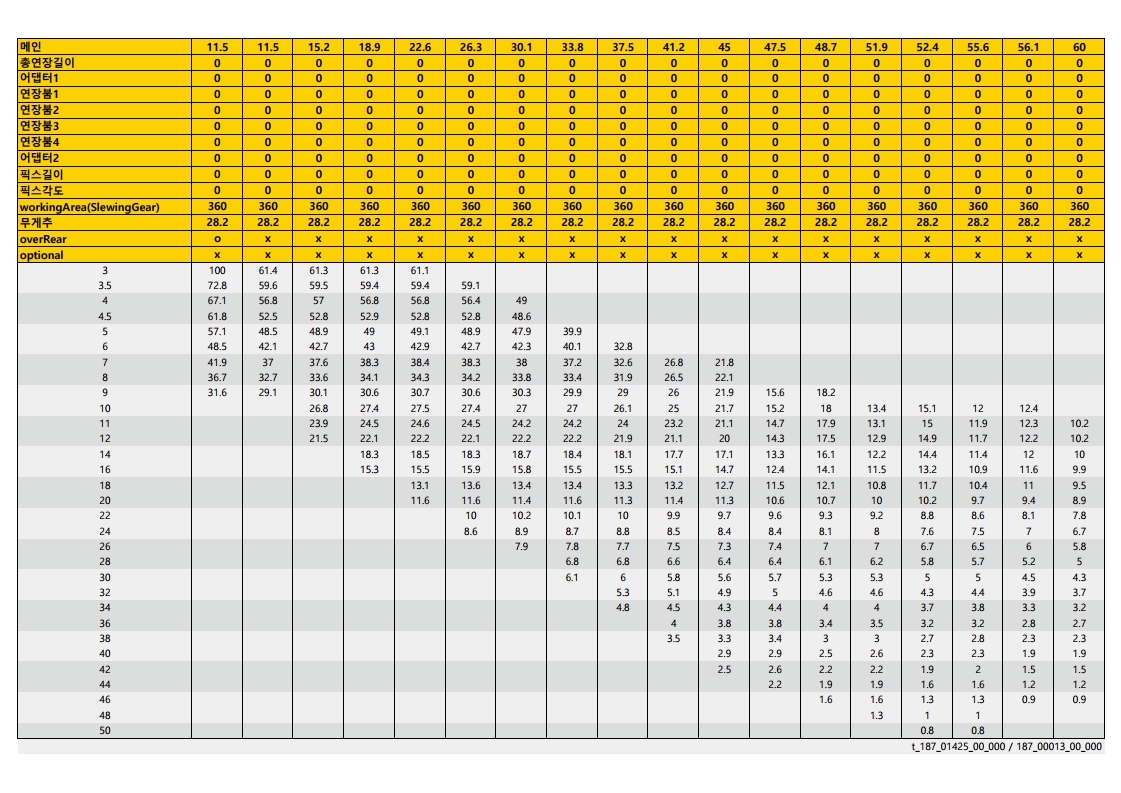 메인 11.5 11.5 15.2 18.9 22.6 26.3 30.1 33.8 37.5 41.2 45 47.5 48.7 51.9 52.4 55.6 56.1 60
총연장길이 0 0 0 0 0 0 0 0 0 0 0 0 0 0 0 0 0 0
어댑터1 0 0 0 0 0 0 0 0 0 0 0 0 0 0 0 0 0 0
연장붐1 0 0 0 0 0 0 0 0 0 0 0 0 0 0 0 0 0 0
연장붐2 0 0 0 0 0 0 0 0 0 0 0 0 0 0 0 0 0 0
연장붐3 0 0 0 0 0 0 0 0 0 0 0 0 0 0 0 0 0 0
연장붐4 0 0 0 0 0 0 0 0 0 0 0 0 0 0 0 0 0 0
어댑터2 0 0 0 0 0 0 0 0 0 0 0 0 0 0 0 0 0 0
픽스길이 0 0 0 0 0 0 0 0 0 0 0 0 0 0 0 0 0 0
픽스각도 0 0 0 0 0 0 0 0 0 0 0 0 0 0 0 0 0 0
workingArea(SlewingGear) 360 360 360 360 360 360 360 360 360 360 360 360 360 360 360 360 360 360
무게추 28.2 28.2 28.2 28.2 28.2 28.2 28.2 28.2 28.2 28.2 28.2 28.2 28.2 28.2 28.2 28.2 28.2 28.2
overRear o x x x x x x x x x x x x x x x x x
optional x x x x x x x x x x x x x x x x x x
3 100 61.4 61.3 61.3 61.1
3.5 72.8 59.6 59.5 59.4 59.4 59.1
4 67.1 56.8 57 56.8 56.8 56.4 49
4.5 61.8 52.5 52.8 52.9 52.8 52.8 48.6
5 57.1 48.5 48.9 49 49.1 48.9 47.9 39.9
6 48.5 42.1 42.7 43 42.9 42.7 42.3 40.1 32.8
7 41.9 37 37.6 38.3 38.4 38.3 38 37.2 32.6 26.8 21.8
8 36.7 32.7 33.6 34.1 34.3 34.2 33.8 33.4 31.9 26.5 22.1
9 31.6 29.1 30.1 30.6 30.7 30.6 30.3 29.9 29 26 21.9 15.6 18.2
10 26.8 27.4 27.5 27.4 27 27 26.1 25 21.7 15.2 18 13.4 15.1 12 12.4
11 23.9 24.5 24.6 24.5 24.2 24.2 24 23.2 21.1 14.7 17.9 13.1 15 11.9 12.3 10.2
12 21.5 22.1 22.2 22.1 22.2 22.2 21.9 21.1 20 14.3 17.5 12.9 14.9 11.7 12.2 10.2
14 18.3 18.5 18.3 18.7 18.4 18.1 17.7 17.1 13.3 16.1 12.2 14.4 11.4 12 10
16 15.3 15.5 15.9 15.8 15.5 15.5 15.1 14.7 12.4 14.1 11.5 13.2 10.9 11.6 9.9
18 13.1 13.6 13.4 13.4 13.3 13.2 12.7 11.5 12.1 10.8 11.7 10.4 11 9.5
20 11.6 11.6 11.4 11.6 11.3 11.4 11.3 10.6 10.7 10 10.2 9.7 9.4 8.9
22 10 10.2 10.1 10 9.9 9.7 9.6 9.3 9.2 8.8 8.6 8.1 7.8
24 8.6 8.9 8.7 8.8 8.5 8.4 8.4 8.1 8 7.6 7.5 7 6.7
26 7.9 7.8 7.7 7.5 7.3 7.4 7 7 6.7 6.5 6 5.8
28 6.8 6.8 6.6 6.4 6.4 6.1 6.2 5.8 5.7 5.2 5
30 6.1 6 5.8 5.6 5.7 5.3 5.3 5 5 4.5 4.3
32 5.3 5.1 4.9 5 4.6 4.6 4.3 4.4 3.9 3.7
34 4.8 4.5 4.3 4.4 4 4 3.7 3.8 3.3 3.2
36 4 3.8 3.8 3.4 3.5 3.2 3.2 2.8 2.7
38 3.5 3.3 3.4 3 3 2.7 2.8 2.3 2.3
40 2.9 2.9 2.5 2.6 2.3 2.3 1.9 1.9
42 2.5 2.6 2.2 2.2 1.9 2 1.5 1.5
44 2.2 1.9 1.9 1.6 1.6 1.2 1.2
46 1.6 1.6 1.3 1.3 0.9 0.9
48 1.3 1 1
50 0.8 0.8
t_187_01425_00_000 / 187_00013_00_000